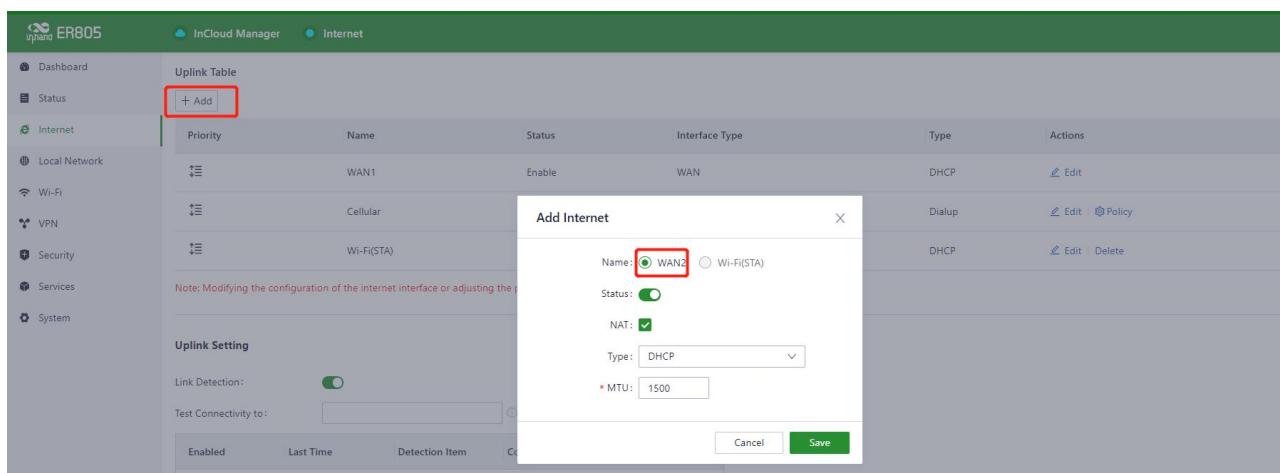 inhand ER805 InCloud Manager Internet
Dashboard
Status
Internet
Local Network
Wi-Fi
VPN
Security
Services
System
Uplink Table
+ Add
Priority Name Status Interface Type Type Actions
WAN1 Enable WAN DHCP Edit
Cellular Dialup Edit Policy
Wi-Fi(STA) DHCP Edit Delete
Note: Modifying the configuration of the internet interface or adjusting the
Uplink Setting
Link Detection:
Test Connectivity to:
Enabled Last Time Detection Item
Add Internet
Name: WAN2 Wi-Fi(STA)
Status:
NAT:
Type: DHCP
* MTU: 1500
Cancel Save